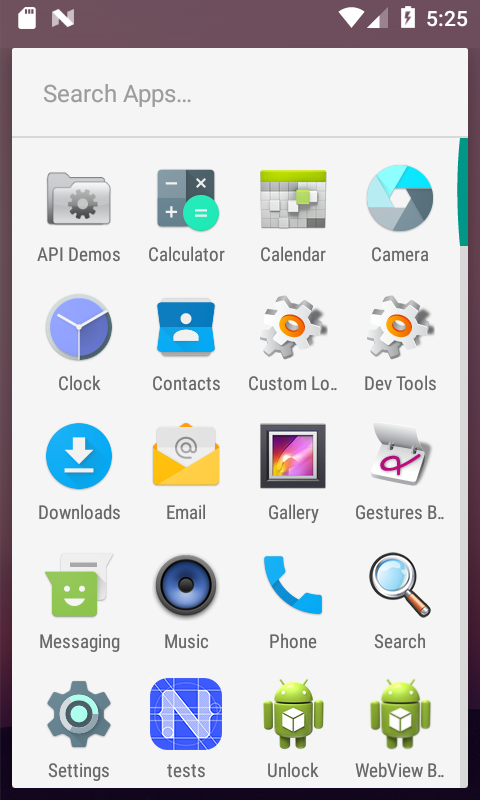 5:25
Search Apps...
API Demos Calculator Calendar Camera
Clock Contacts Custom Lo.. Dev Tools
Downloads Email Gallery Gestures B..
Messaging Music Phone Search
Settings tests Unlock WebView B..